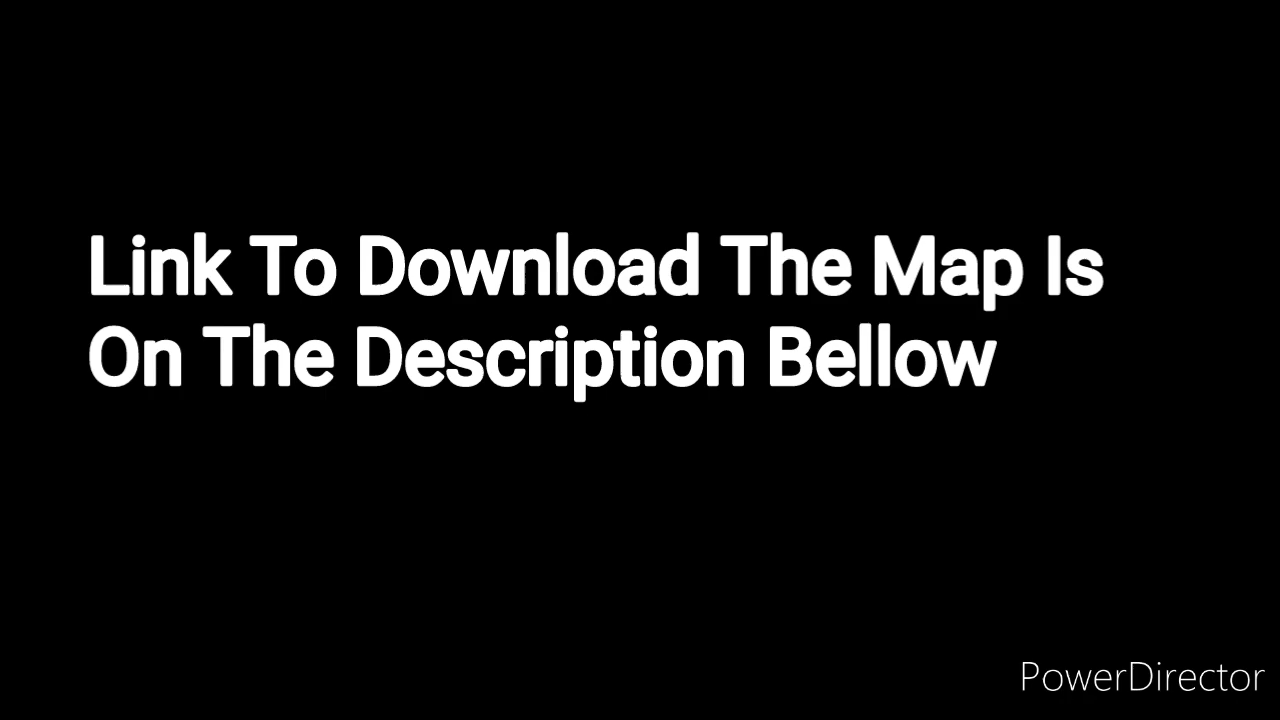 Link To Download The Map Is
On The Description Bellow
PowerDirector